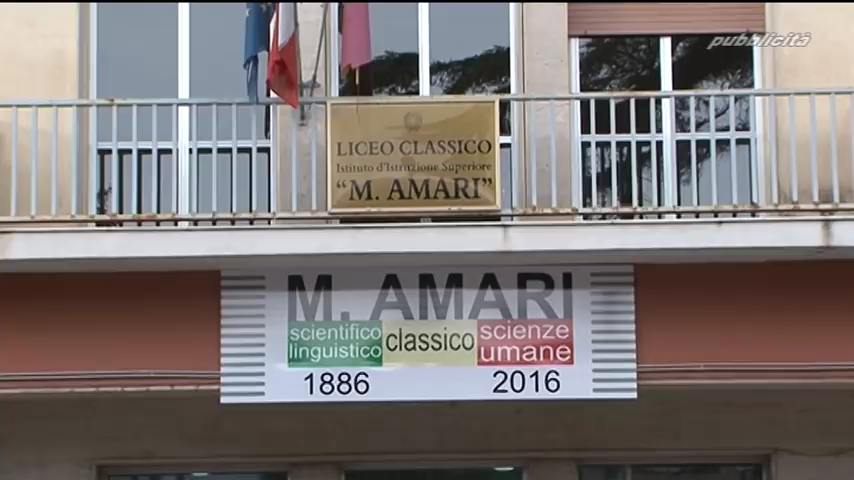 pubblicità
LICEO CLASSICO
Istituto d'Istruzione Superiore
"M. AMARI"
M. AMARI
scientifico
linguistico
classico
scienze
umane
1886
2016